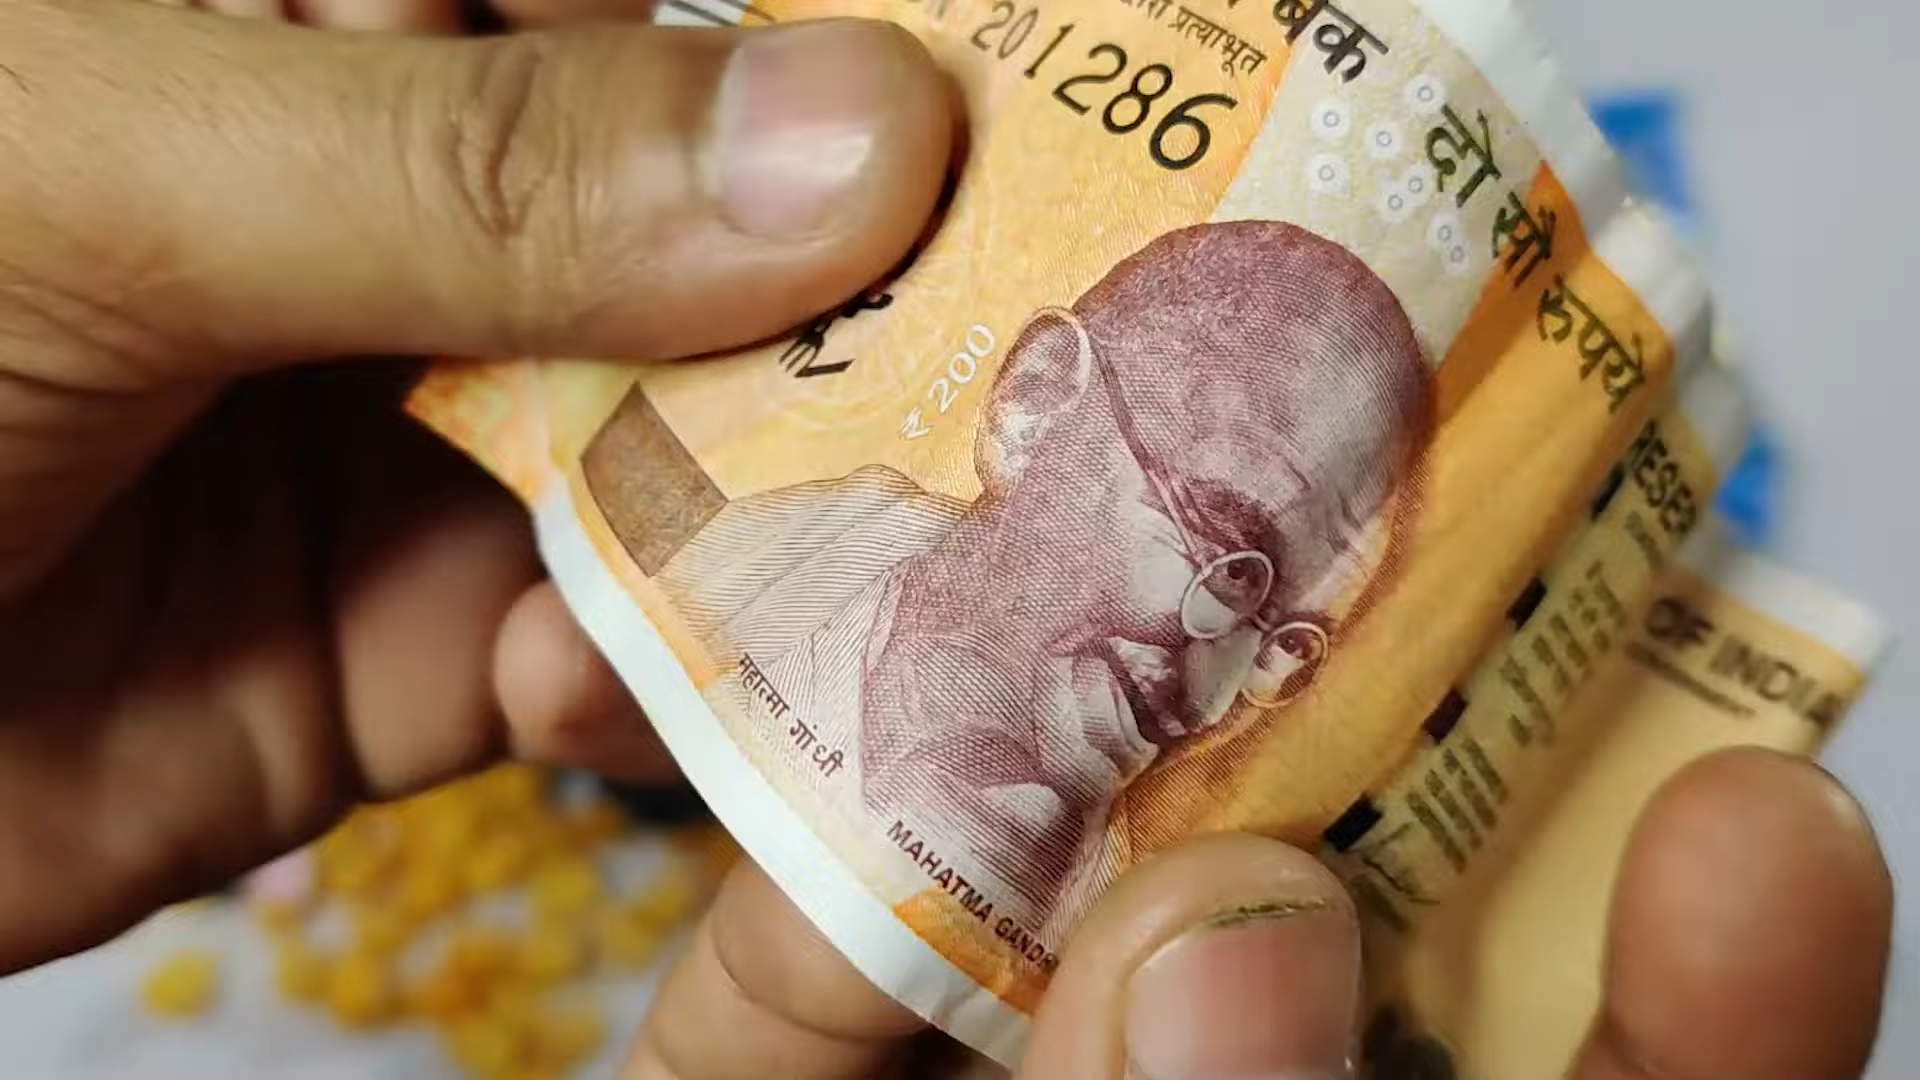 201286
द्वारा प्रत्याभूत
बैंक
दो सौ रुपये
₹200
महात्मा गांधी
MAHATMA GANDH
RESER
OF INDIA